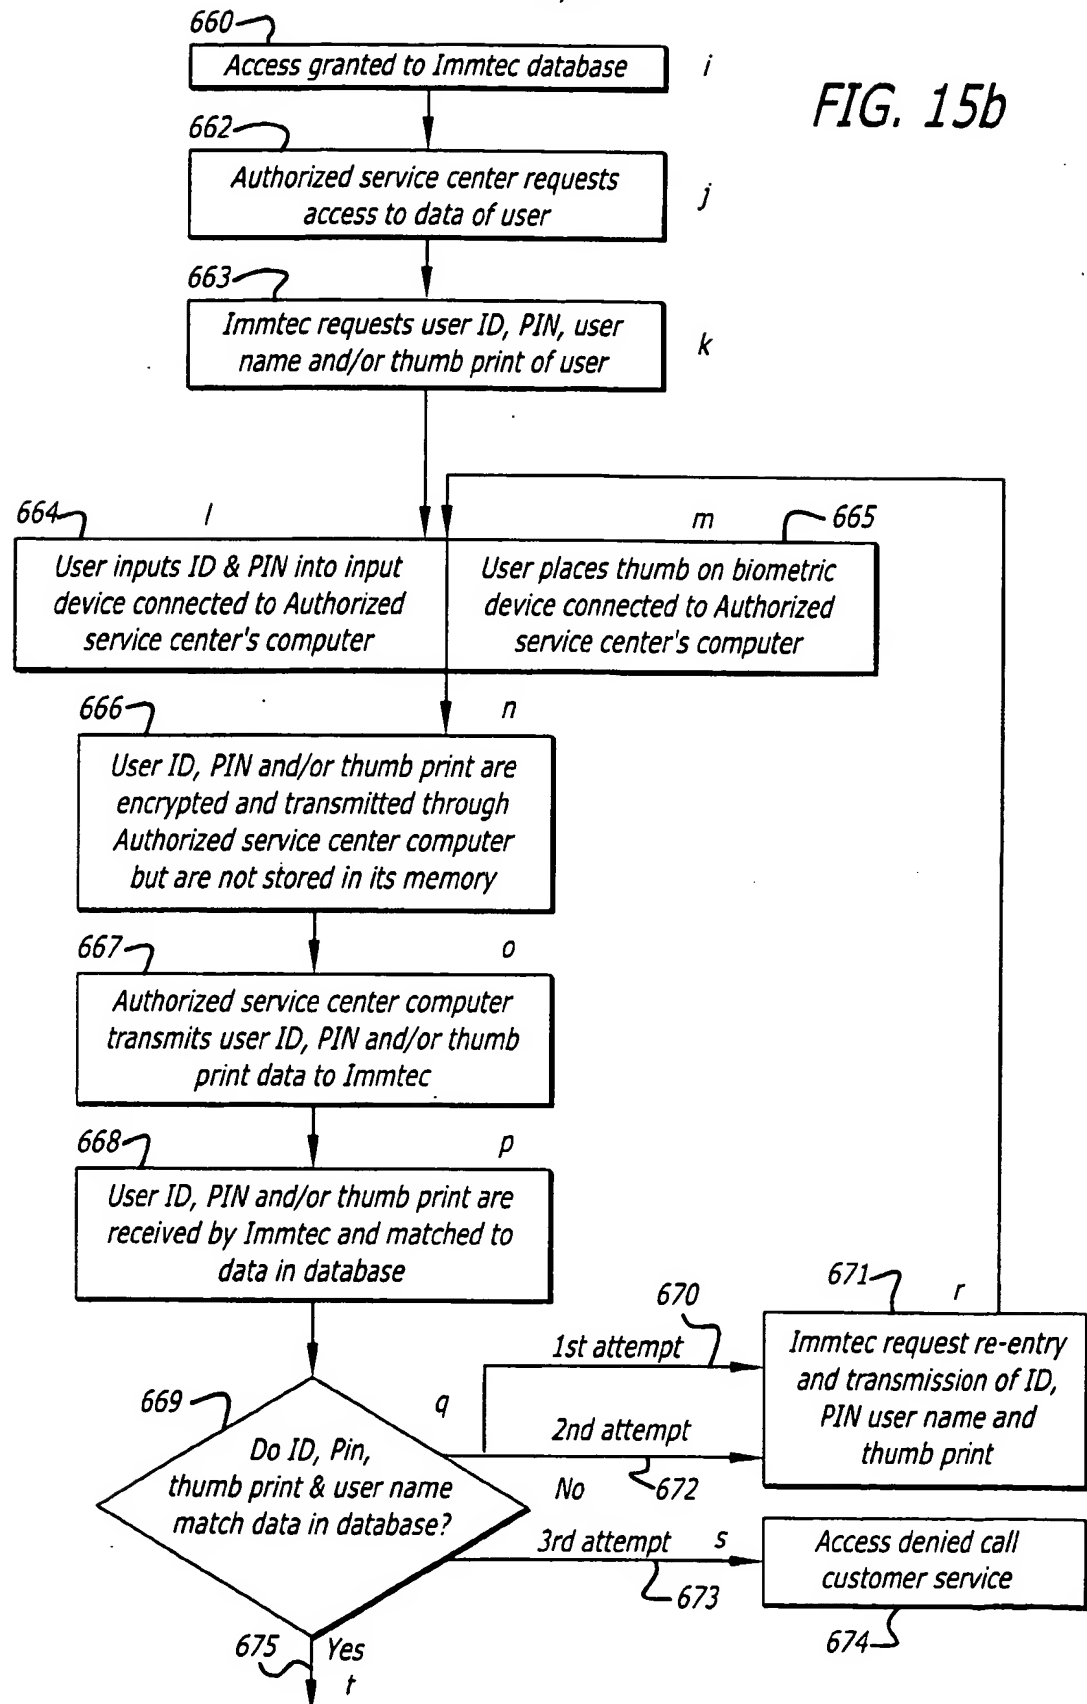 660
Access granted to Immtec database
i
FIG. 15b
662
Authorized service center requests
access to data of user
j
663
Immtec requests user ID, PIN, user
name and/or thumb print of user
k
664
l
m
665
User inputs ID & PIN into input
device connected to Authorized
service center's computer
User places thumb on biometric
device connected to Authorized
service center's computer
666
n
User ID, PIN and/or thumb print are
encrypted and transmitted through
Authorized service center computer
but are not stored in its memory
667
o
Authorized service center computer
transmits user ID, PIN and/or thumb
print data to Immtec
668
p
User ID, PIN and/or thumb print are
received by Immtec and matched to
data in database
669
q
Do ID, Pin,
thumb print & user name
match data in database?
1st attempt
670
2nd attempt
672
No
671
r
Immtec request re-entry
and transmission of ID,
PIN user name and
thumb print
3rd attempt
s
673
Access denied call
customer service
674
675
Yes
t